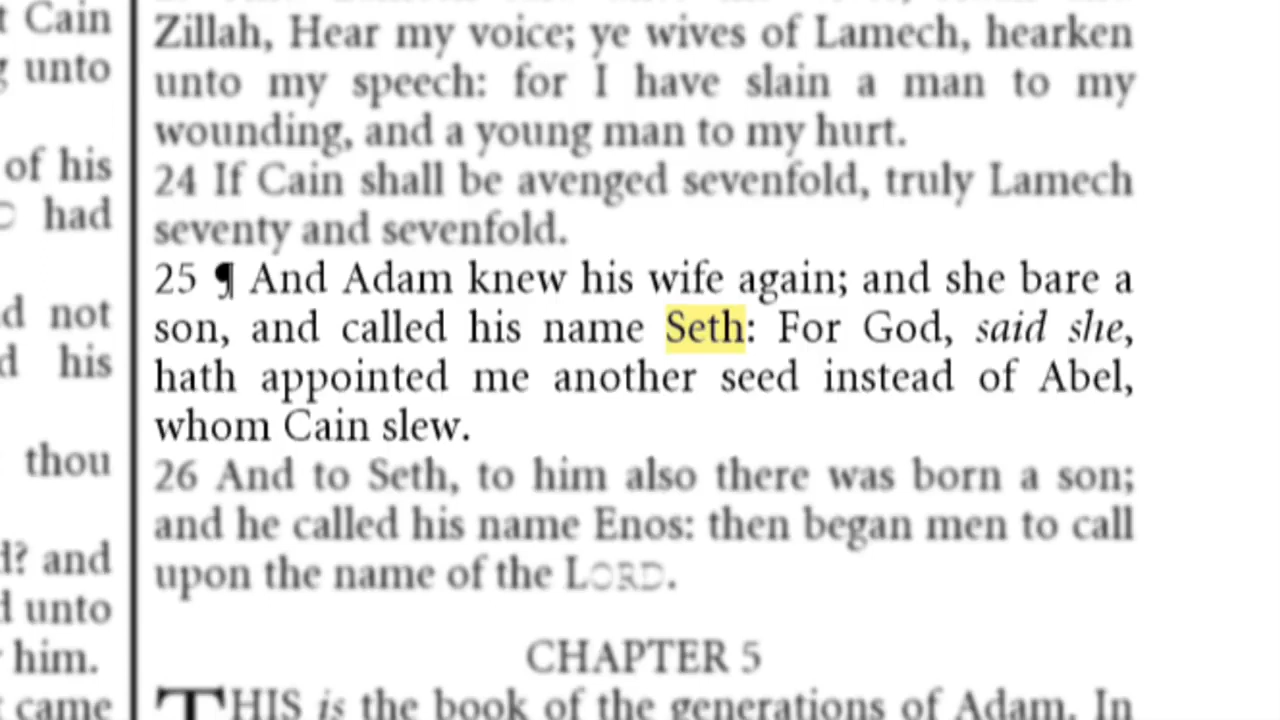 t Cain
unto
of his
had
d not
d his
thou
d? and
d unto
him.
came
Zillah, Hear my voice; ye wives of Lamech, hearken
unto my speech: for I have slain a man to my
wounding, and a young man to my hurt.
24 If Cain shall be avenged sevenfold, truly Lamech
seventy and sevenfold.
25 ¶ And Adam knew his wife again; and she bare a
son, and called his name Seth: For God, said she,
hath appointed me another seed instead of Abel,
whom Cain slew.
26 And to Seth, to him also there was born a son;
and he called his name Enos: then began men to call
upon the name of the LORD.
CHAPTER 5
THIS is the book of the generations of Adam. In